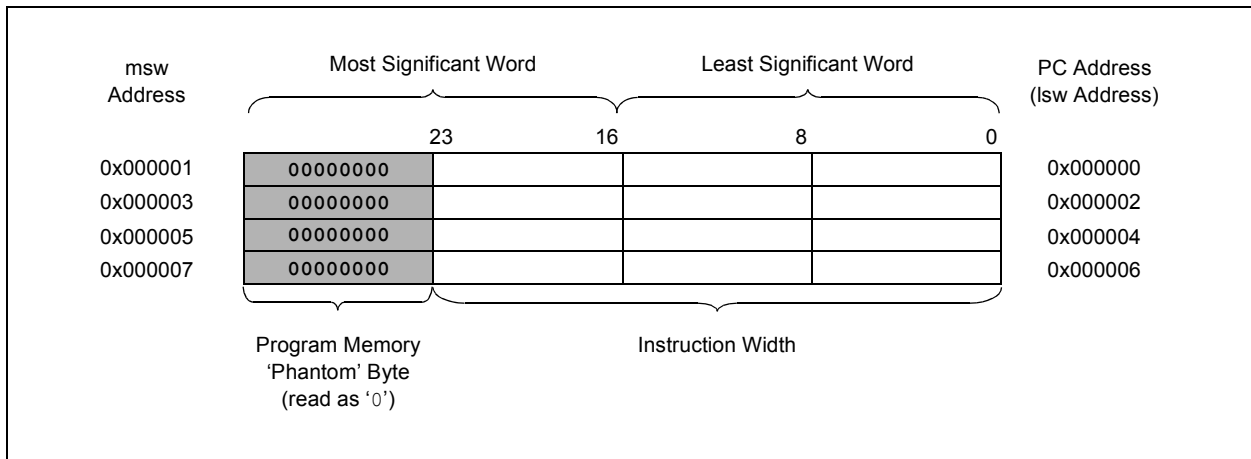 msw
Address
Most Significant Word
Least Significant Word
PC Address
(lsw Address)
23
16
8
0
0x000001
00000000
0x000000
0x000003
00000000
0x000002
0x000005
00000000
0x000004
0x000007
00000000
0x000006
Program Memory
‘Phantom’ Byte
(read as ‘0’)
Instruction Width